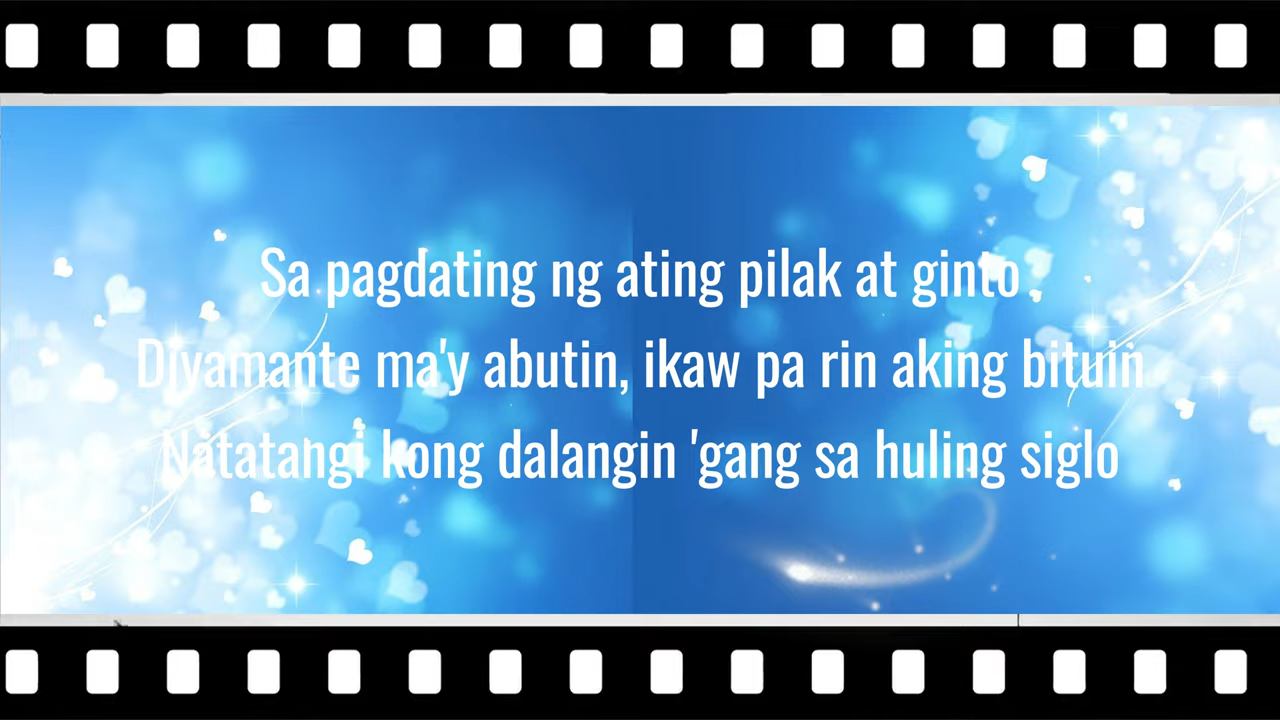 Sa pagdating ng ating pilak at ginto
Diyamante ma'y abutin, ikaw pa rin aking bituin
Natatangi kong dalangin 'gang sa huling siglo